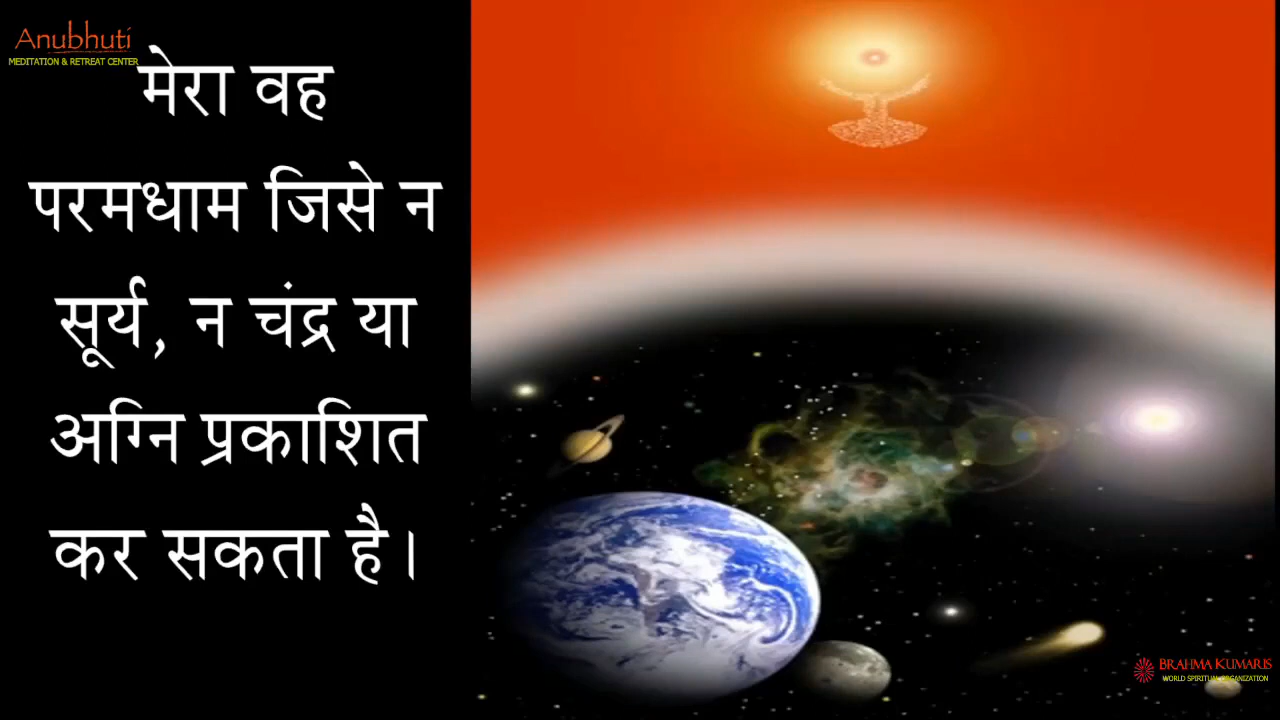 Anubhuti
MEDITATION & RETREAT CENTER
मेरा वह
परमधाम जिसे न
सूर्य, न चंद्र या
अग्नि प्रकाशित
कर सकता है।
BRAHMA KUMARIS
WORLD SPIRITUAL ORGANIZATION